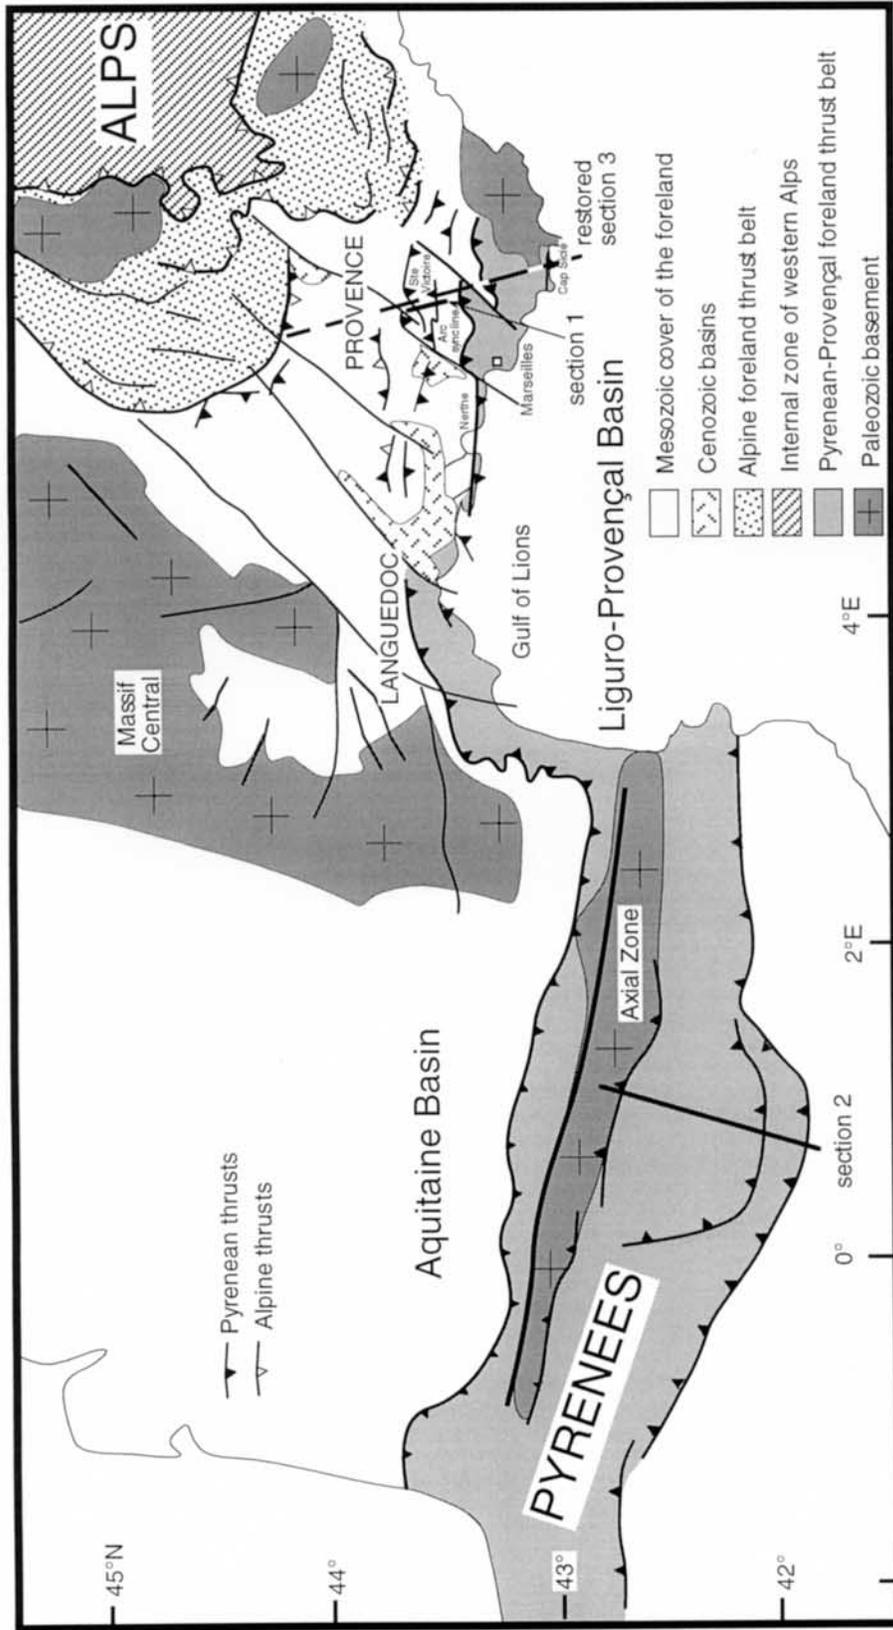 ALPS
PROVENCE
Ste
Victoire
Arc
syncline
Cap Sicié
restored
section 3
section 1
Marseilles
Nerthe
Massif
Central
LANGUEDOC
Gulf of Lions
Liguro-Provençal Basin
Mesozoic cover of the foreland
Cenozoic basins
Alpine foreland thrust belt
Internal zone of western Alps
Pyrenean-Provençal foreland thrust belt
Paleozoic basement
Aquitaine Basin
Pyrenean thrusts
Alpine thrusts
Axial Zone
PYRENEES
section 2
45°N
44°
43°
42°
0°
2°E
4°E